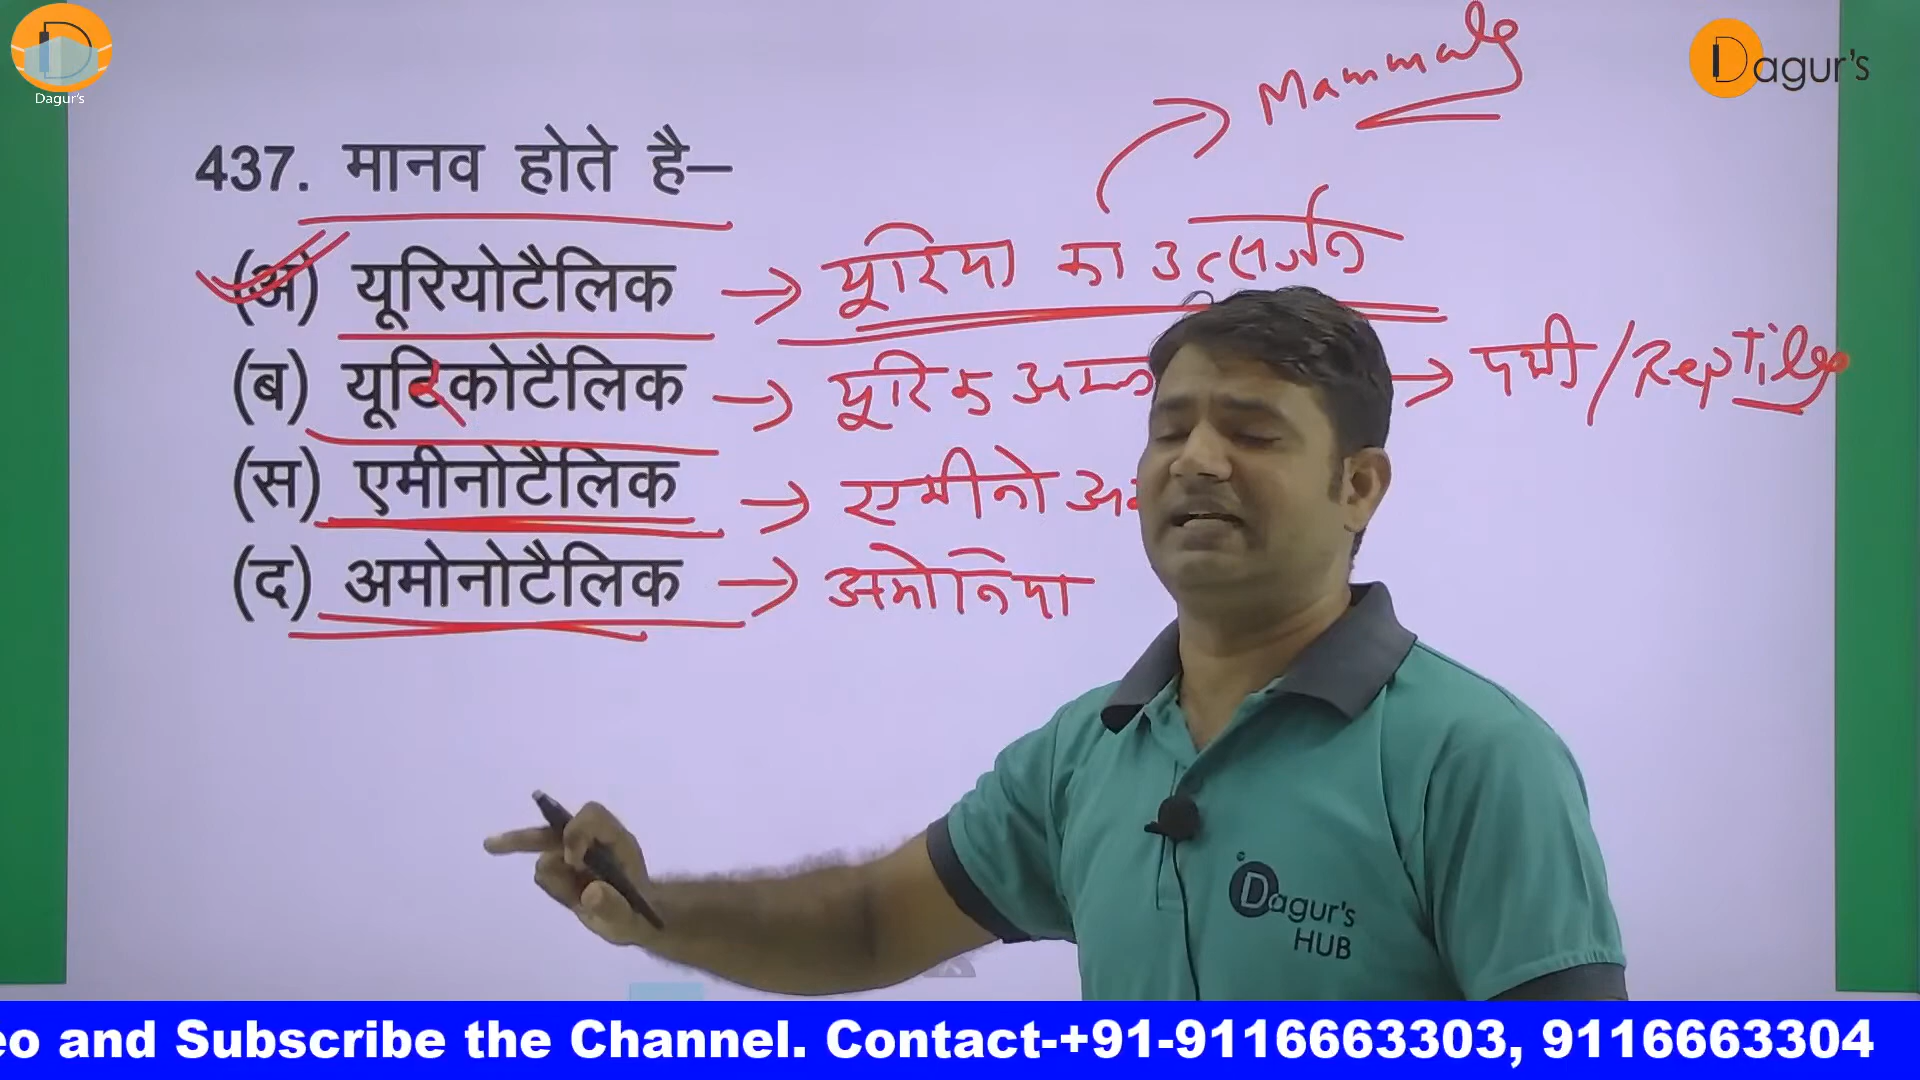 Dagur's
Dagur's
Mammals
437. मानव होते है–
(अ) यूरियोटैलिक → यूरिया का उत्सर्जन
(ब) यूरिकोटैलिक → यूरिक अम्ल → पक्षी/Reptiles
(स) एमीनोटैलिक → एमीनो
(द) अमोनोटैलिक → अमोनिया
Dagur's
HUB
eo and Subscribe the Channel. Contact-+91-9116663303, 9116663304